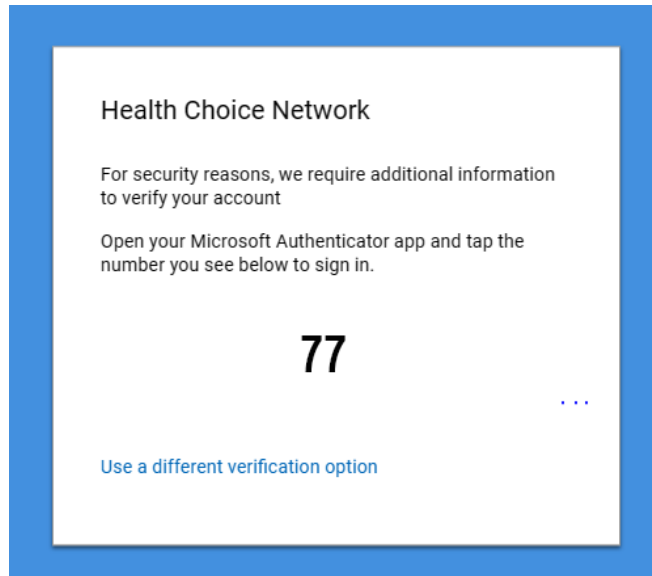 Health Choice Network
For security reasons, we require additional information
to verify your account
Open your Microsoft Authenticator app and tap the
number you see below to sign in.
77
. . .
Use a different verification option